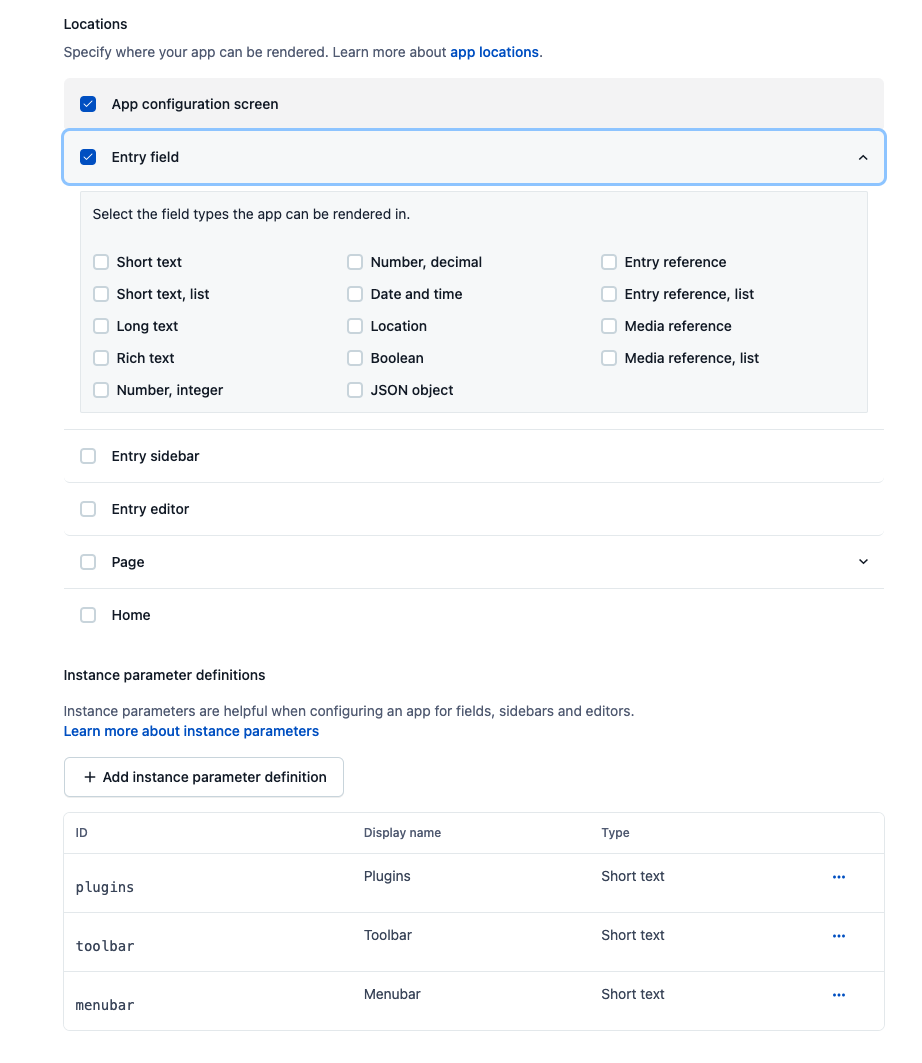 Locations
Specify where your app can be rendered. Learn more about app locations.
App configuration screen
Entry field
Select the field types the app can be rendered in.
Short text
Number, decimal
Entry reference
Short text, list
Date and time
Entry reference, list
Long text
Location
Media reference
Rich text
Boolean
Media reference, list
Number, integer
JSON object
Entry sidebar
Entry editor
Page
Home
Instance parameter definitions
Instance parameters are helpful when configuring an app for fields, sidebars and editors.
Learn more about instance parameters
+ Add instance parameter definition
ID Display name Type
plugins Plugins Short text
toolbar Toolbar Short text
menubar Menubar Short text